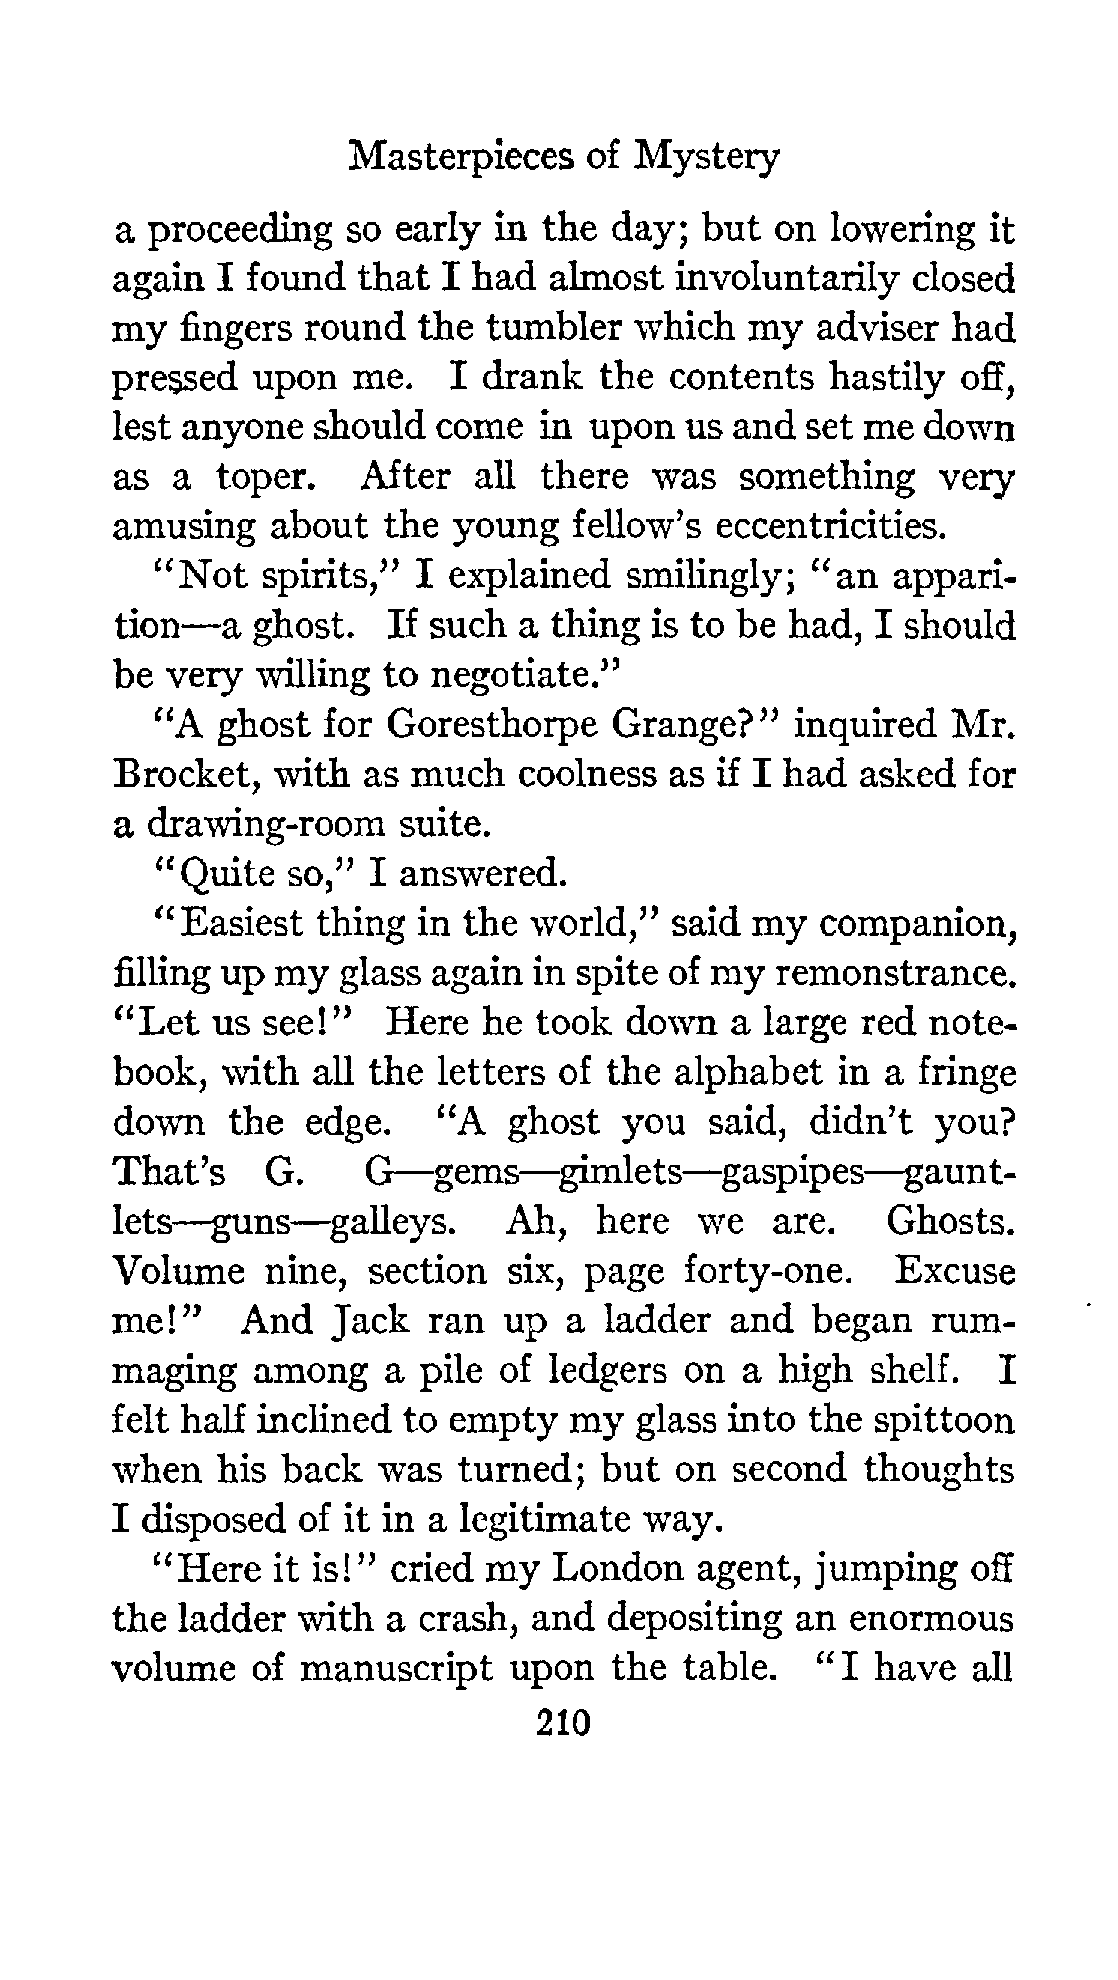 Masterpieces of Mystery
a proceeding so early in the day; but on lowering it
again I found that I had almost involuntarily closed
my fingers round the tumbler which my adviser had
pressed upon me. I drank the contents hastily off,
lest anyone should come in upon us and set me down
as a toper. After all there was something very
amusing about the young fellow's eccentricities.
"Not spirits," I explained smilingly; "an appari-
tion—a ghost. If such a thing is to be had, I should
be very willing to negotiate."
"A ghost for Goresthorpe Grange?" inquired Mr.
Brocket, with as much coolness as if I had asked for
a drawing-room suite.
"Quite so," I answered.
"Easiest thing in the world," said my companion,
filling up my glass again in spite of my remonstrance.
"Let us see!" Here he took down a large red note-
book, with all the letters of the alphabet in a fringe
down the edge. "A ghost you said, didn't you?
That's G. G—gems—gimlets—gaspipes—gaunt-
lets—guns—galleys. Ah, here we are. Ghosts.
Volume nine, section six, page forty-one. Excuse
me!" And Jack ran up a ladder and began rum-
maging among a pile of ledgers on a high shelf. I
felt half inclined to empty my glass into the spittoon
when his back was turned; but on second thoughts
I disposed of it in a legitimate way.
"Here it is!" cried my London agent, jumping off
the ladder with a crash, and depositing an enormous
volume of manuscript upon the table. "I have all
210